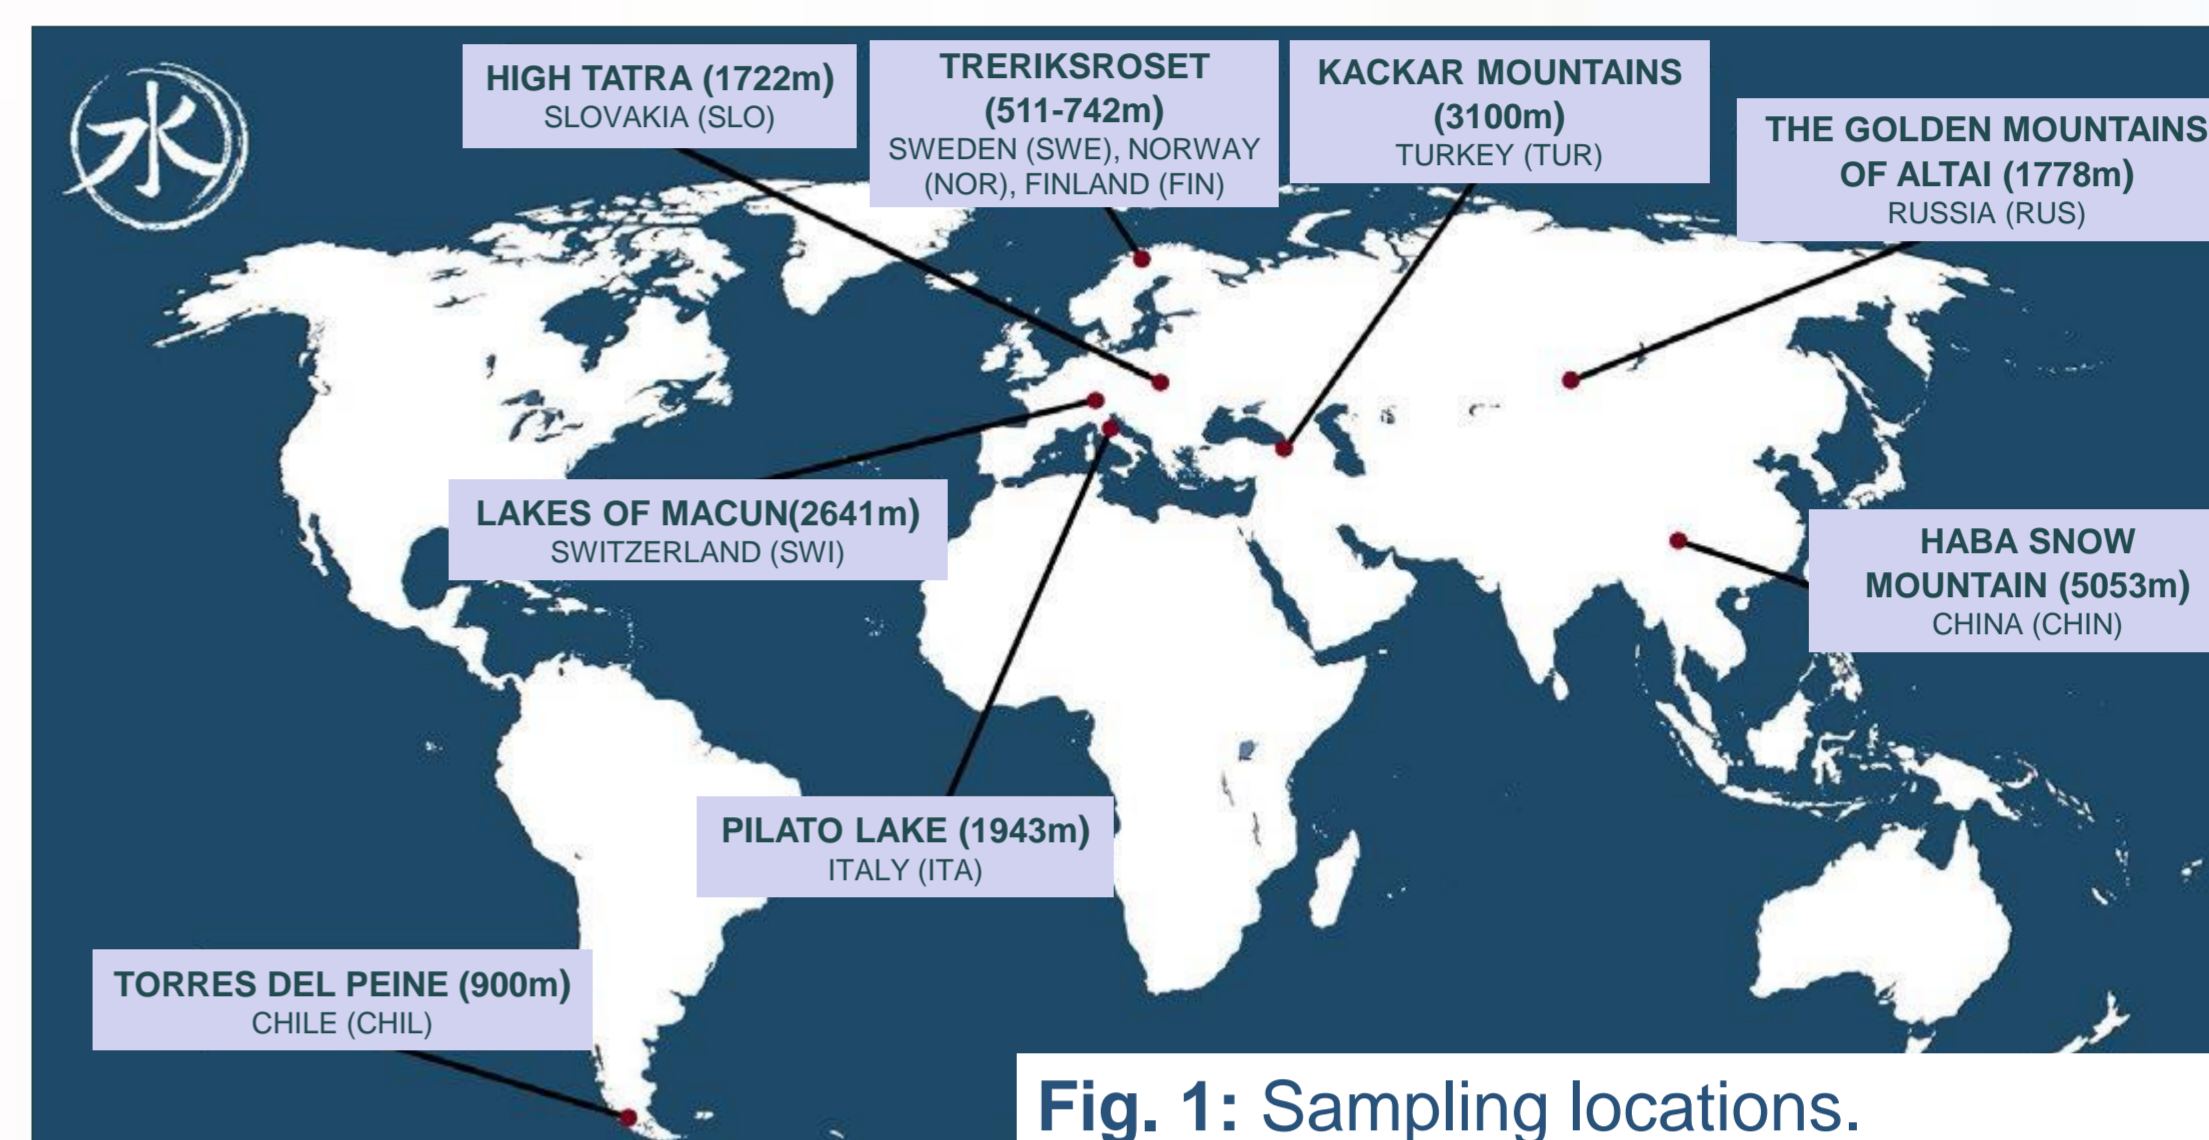 水
HIGH TATRA (1722m)
SLOVAKIA (SLO)
TRERIKSROSET
(511-742m)
SWEDEN (SWE), NORWAY
(NOR), FINLAND (FIN)
KACKAR MOUNTAINS
(3100m)
TURKEY (TUR)
THE GOLDEN MOUNTAINS
OF ALTAI (1778m)
RUSSIA (RUS)
LAKES OF MACUN(2641m)
SWITZERLAND (SWI)
HABA SNOW
MOUNTAIN (5053m)
CHINA (CHIN)
PILATO LAKE (1943m)
ITALY (ITA)
TORRES DEL PEINE (900m)
CHILE (CHIL)
Fig. 1: Sampling locations.